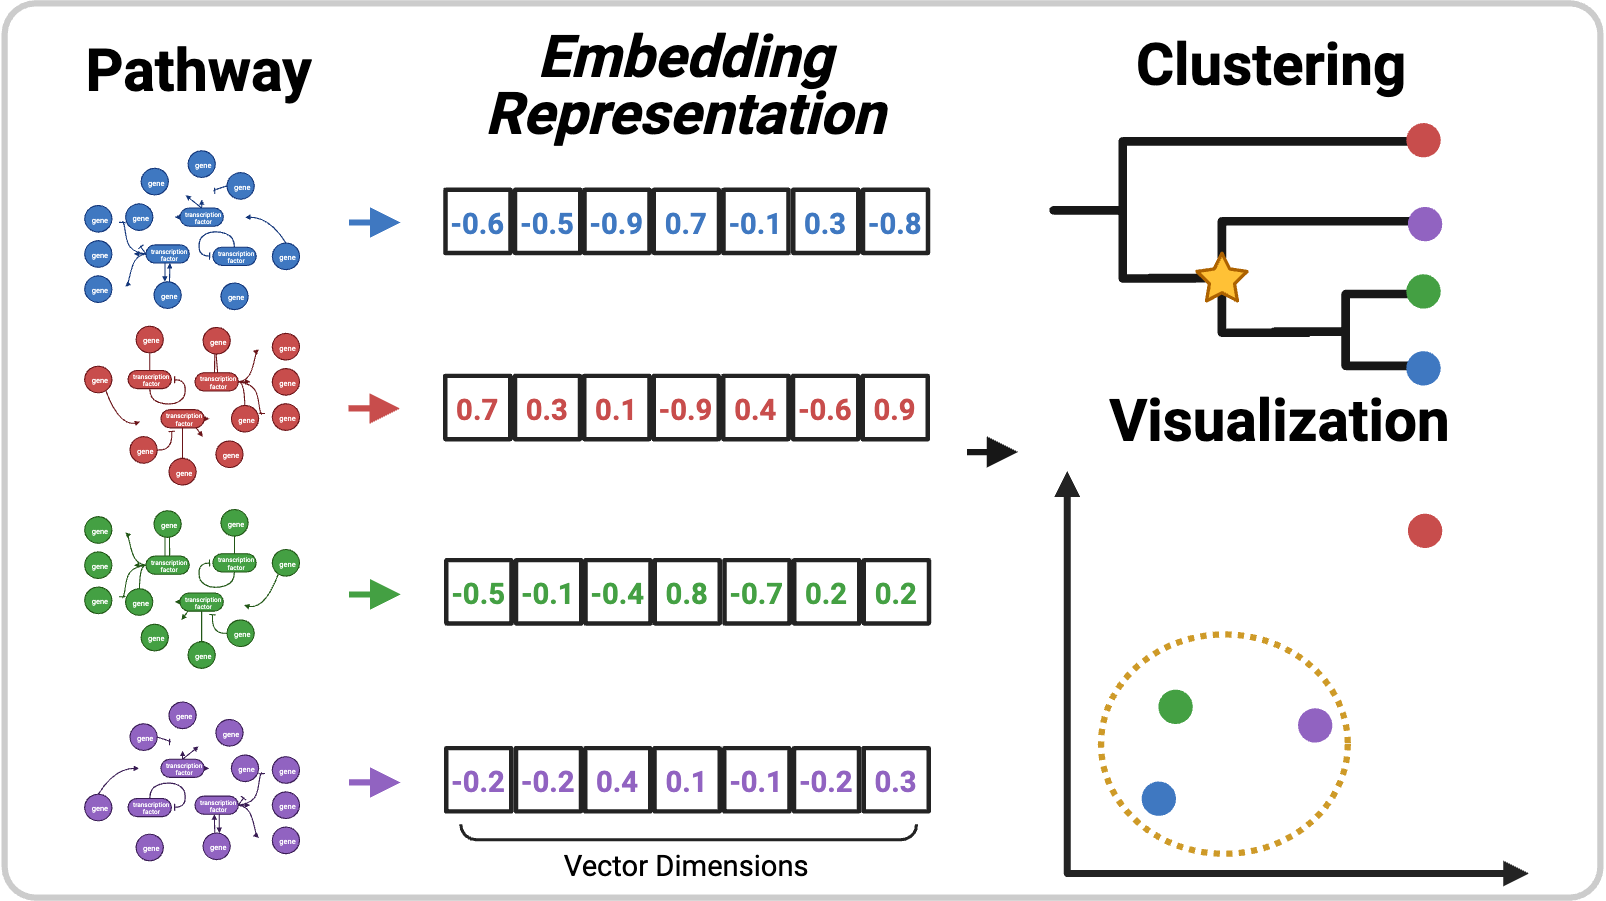 Pathway
Embedding
Representation
Clustering
gene
gene
gene
gene
gene
transcription
factor
gene
transcription
factor
transcription
factor
gene
gene
gene
gene
-0.6 -0.5 -0.9 0.7 -0.1 0.3 -0.8
gene
gene
gene
gene
transcription
factor
transcription
factor
gene
transcription
factor
gene
gene
gene
gene
gene
0.7 0.3 0.1 -0.9 0.4 -0.6 0.9
Visualization
gene
gene
gene
gene
transcription
factor
transcription
factor
gene
gene
gene
transcription
factor
gene
gene
gene
-0.5 -0.1 -0.4 0.8 -0.7 0.2 0.2
gene
gene
gene
transcription
factor
gene
gene
gene
transcription
factor
transcription
factor
gene
gene
gene
gene
-0.2 -0.2 0.4 0.1 -0.1 -0.2 0.3
Vector Dimensions